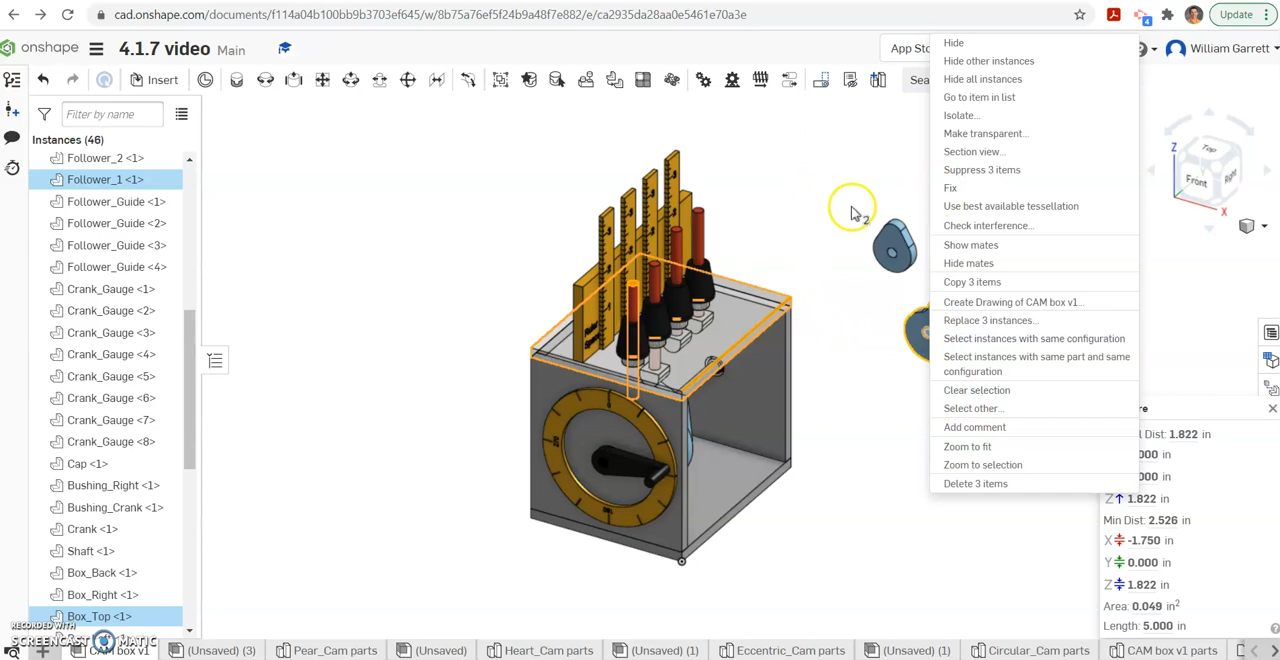 cad.onshape.com/documents/f114a04b100bb9b3703ef645/w/8b75a76ef5f24b9a48f7e882/e/ca2935da28aa0e5461e70a3e
4
Update
onshape
4.1.7 video Main
App Sto
William Garrett
Insert
Sea
Filter by name
Instances (46)
Follower_2 <1>
Follower_1 <1>
Follower_Guide <1>
Follower_Guide <2>
Follower_Guide <3>
Follower_Guide <4>
Crank_Gauge <1>
Crank_Gauge <2>
Crank_Gauge <3>
Crank_Gauge <4>
Crank_Gauge <5>
Crank_Gauge <6>
Crank_Gauge <7>
Crank_Gauge <8>
Cap <1>
Bushing_Right <1>
Bushing_Crank <1>
Crank <1>
Shaft <1>
Box_Back <1>
Box_Right <1>
Box_Top <1>
2
Hide
Hide other instances
Hide all instances
Go to item in list
Isolate...
Make transparent...
Section view...
Suppress 3 items
Fix
Use best available tessellation
Check interference...
Show mates
Hide mates
Copy 3 items
Create Drawing of CAM box v1...
Replace 3 instances...
Select instances with same configuration
Select instances with same part and same
configuration
Clear selection
Select other...
Add comment
Zoom to fit
Zoom to selection
Delete 3 items
Z
Top
Front
Right
X
re
l Dist: 1.822 in
000 in
000 in
Z 1.822 in
Min Dist: 2.526 in
X -1.750 in
Y 0.000 in
Z 1.822 in
Area: 0.049 in2
Length: 5.000 in
RECORDED WITH
SCREENCAST MATIC
CAM box v1
(Unsaved) (3)
Pear_Cam parts
(Unsaved)
Heart_Cam parts
(Unsaved) (1)
Eccentric_Cam parts
(Unsaved) (1)
Circular_Cam parts
CAM box v1 parts